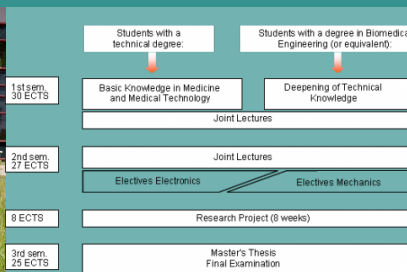 Students with a
technical degree:
Students with a degree in Biomedical
Engineering (or equivalent):
1st sem.
30 ECTS
Basic Knowledge in Medicine
and Medical Technology
Deepening of Technical
Knowledge
Joint Lectures
2nd sem.
27 ECTS
Joint Lectures
Electives Electronics
Electives Mechanics
8 ECTS
Research Project (8 weeks)
3rd sem.
25 ECTS
Master's Thesis
Final Examination